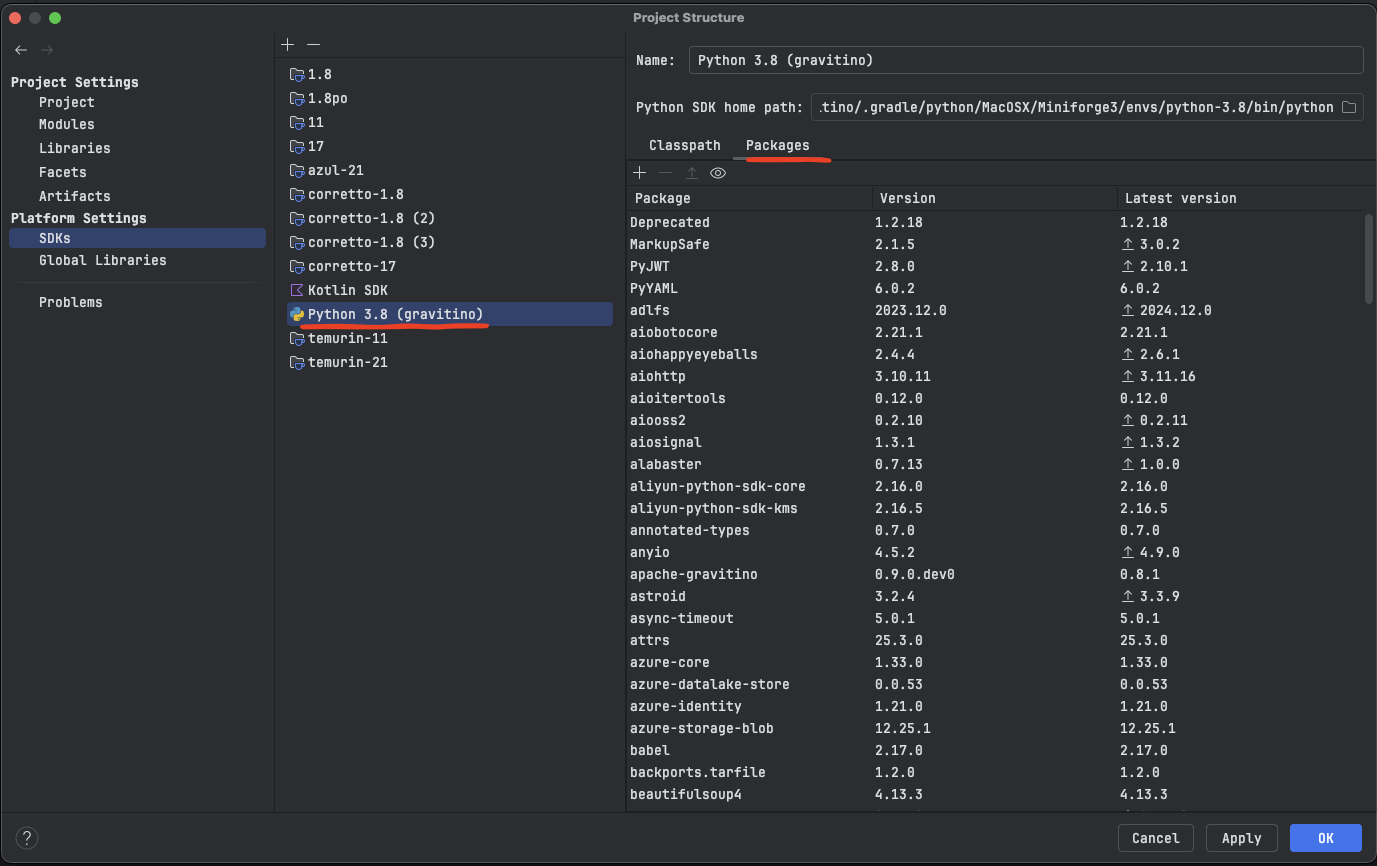 Project Structure
Project Settings
Project
Modules
Libraries
Facets
Artifacts
Platform Settings
SDKs
Global Libraries
Problems
1.8
1.8po
11
17
azul-21
corretto-1.8
corretto-1.8 (2)
corretto-1.8 (3)
corretto-17
Kotlin SDK
Python 3.8 (gravitino)
temurin-11
temurin-21
Name: Python 3.8 (gravitino)
Python SDK home path: .tino/.gradle/python/MacOSX/Miniforge3/envs/python-3.8/bin/python
Classpath Packages
Package Version Latest version
Deprecated 1.2.18 1.2.18
MarkupSafe 2.1.5 3.0.2
PyJWT 2.8.0 2.10.1
PyYAML 6.0.2 6.0.2
adlfs 2023.12.0 2024.12.0
aiobotocore 2.21.1 2.21.1
aiohappyeyeballs 2.4.4 2.6.1
aiohttp 3.10.11 3.11.16
aioitertools 0.12.0 0.12.0
aiooss2 0.2.10 0.2.11
aiosignal 1.3.1 1.3.2
alabaster 0.7.13 1.0.0
aliyun-python-sdk-core 2.16.0 2.16.0
aliyun-python-sdk-kms 2.16.5 2.16.5
annotated-types 0.7.0 0.7.0
anyio 4.5.2 4.9.0
apache-gravitino 0.9.0.dev0 0.8.1
astroid 3.2.4 3.3.9
async-timeout 5.0.1 5.0.1
attrs 25.3.0 25.3.0
azure-core 1.33.0 1.33.0
azure-datalake-store 0.0.53 0.0.53
azure-identity 1.21.0 1.21.0
azure-storage-blob 12.25.1 12.25.1
babel 2.17.0 2.17.0
backports.tarfile 1.2.0 1.2.0
beautifulsoup4 4.13.3 4.13.3
?
Cancel Apply OK